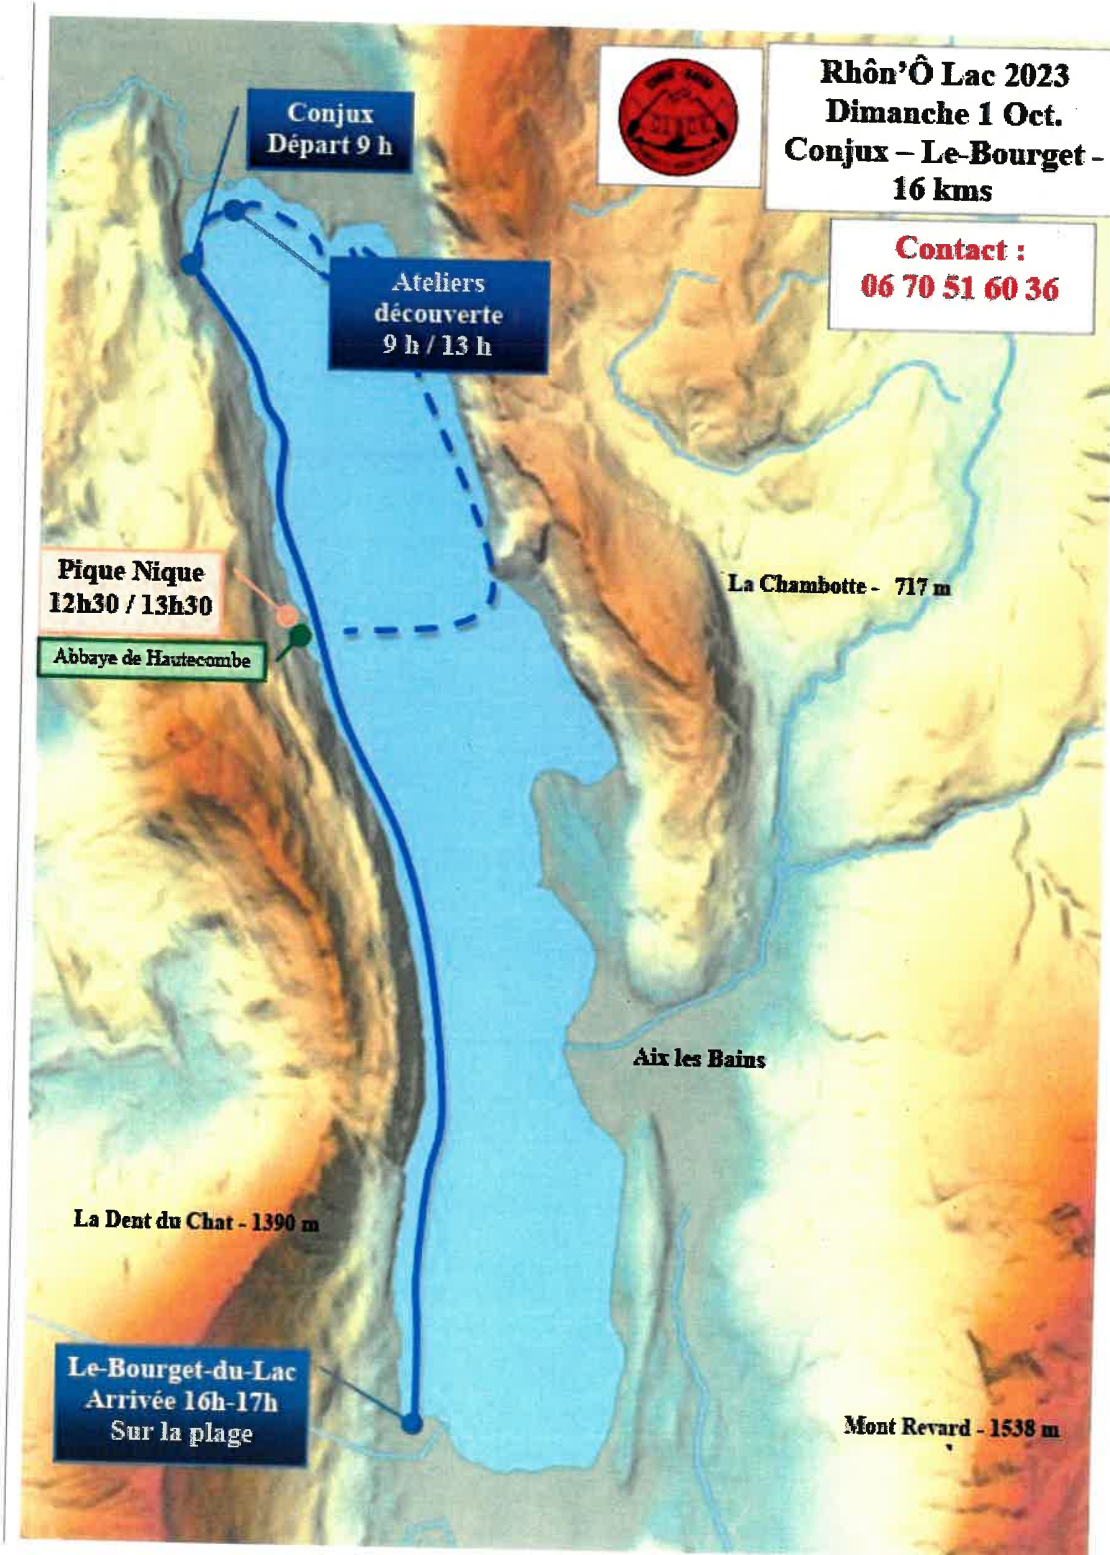 Rhôn'Ô Lac 2023
Dimanche 1 Oct.
Conjux – Le-Bourget -
16 kms
Contact :
06 70 51 60 36
Conjux
Départ 9 h
Ateliers
découverte
9 h / 13 h
Pique Nique
12h30 / 13h30
Abbaye de Hautecombe
La Chambotte - 717 m
Aix les Bains
La Dent du Chat - 1390 m
Le-Bourget-du-Lac
Arrivée 16h-17h
Sur la plage
Mont Revard - 1538 m